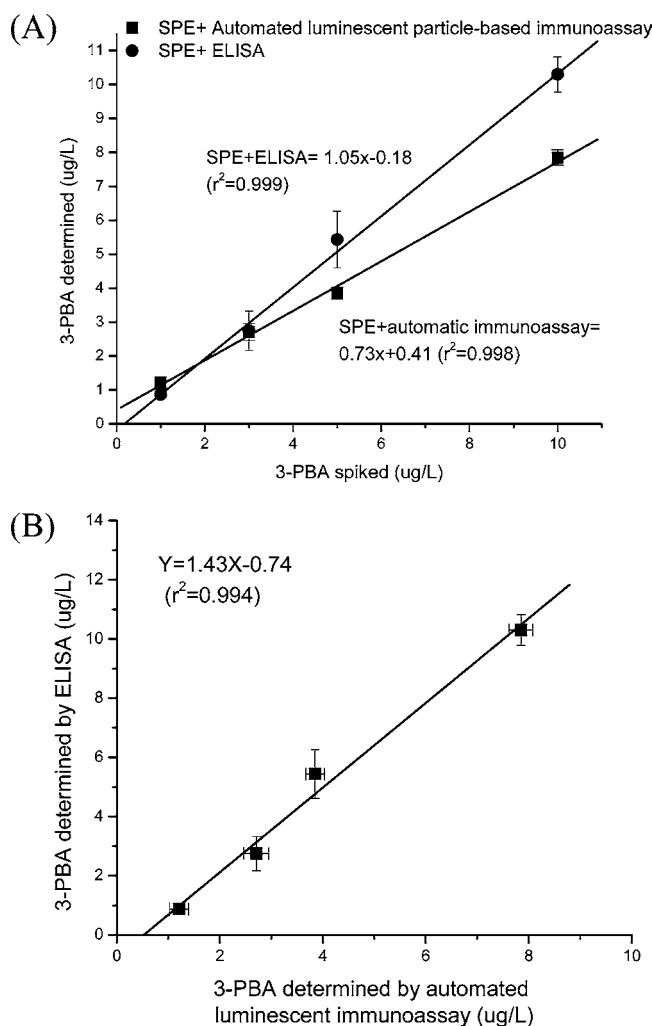 (A)
SPE+ Automated luminescent particle-based immunoassay
SPE+ ELISA
11
10
9
8
7
6
5
4
3
2
1
0
3-PBA determined (ug/L)
SPE+ELISA= 1.05x-0.18
(r²=0.999)
SPE+automatic immunoassay=
0.73x+0.41 (r²=0.998)
0 2 4 6 8 10
3-PBA spiked (ug/L)
(B)
14
12
10
8
6
4
2
0
3-PBA determined by ELISA (ug/L)
Y=1.43X-0.74
(r²=0.994)
0 2 4 6 8 10
3-PBA determined by automated
luminescent immunoassay (ug/L)